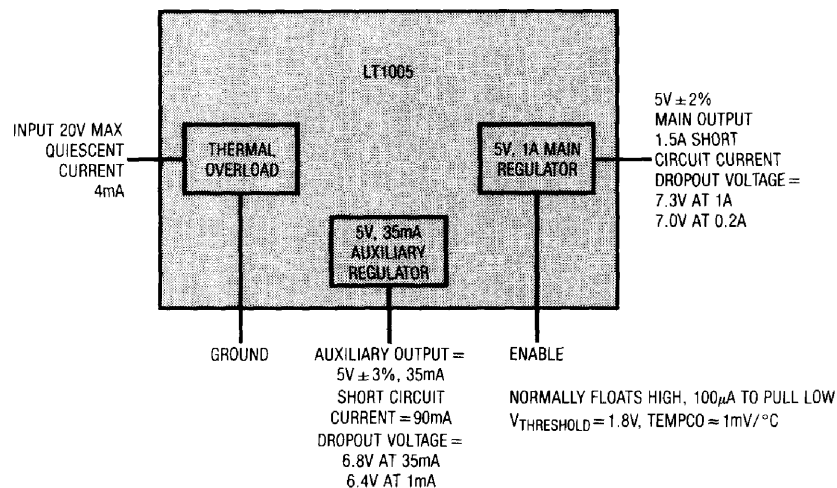 LT1005
INPUT 20V MAX
QUIESCENT
CURRENT
4mA
THERMAL
OVERLOAD
5V, 1A MAIN
REGULATOR
5V ± 2%
MAIN OUTPUT
1.5A SHORT
CIRCUIT CURRENT
DROPOUT VOLTAGE =
7.3V AT 1A
7.0V AT 0.2A
5V, 35mA
AUXILIARY
REGULATOR
GROUND
AUXILIARY OUTPUT =
5V ± 3%, 35mA
SHORT CIRCUIT
CURRENT = 90mA
DROPOUT VOLTAGE =
6.8V AT 35mA
6.4V AT 1mA
ENABLE
NORMALLY FLOATS HIGH, 100µA TO PULL LOW
VTHRESHOLD = 1.8V, TEMPCO ≈ 1mV/°C